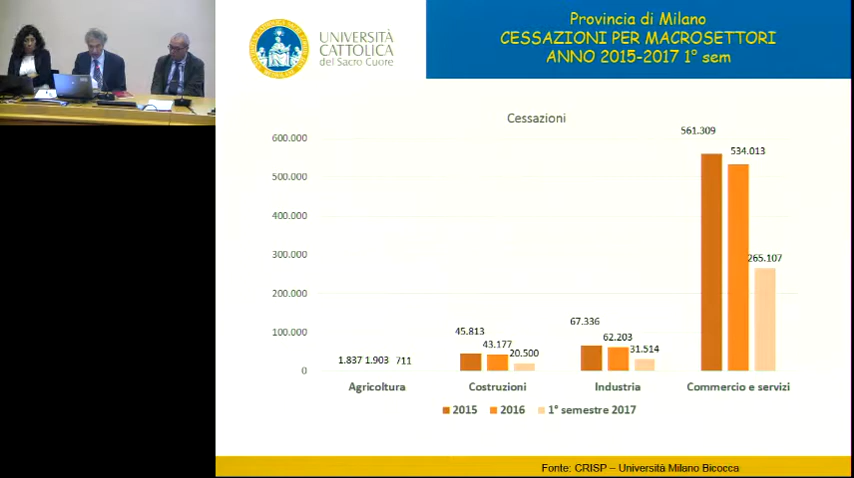 UNIVERSITÀ
CATTOLICA
del Sacro Cuore
Provincia di Milano
CESSAZIONI PER MACROSETTORI
ANNO 2015-2017 1° sem
Cessazioni
600.000
500.000
400.000
300.000
200.000
100.000
0
1.837 1.903 711
45.813
43.177
20.500
67.336
62.203
31.514
561.309
534.013
265.107
Agricoltura
Costruzioni
Industria
Commercio e servizi
2015
2016
1° semestre 2017
Fonte: CRISP – Università Milano Bicocca